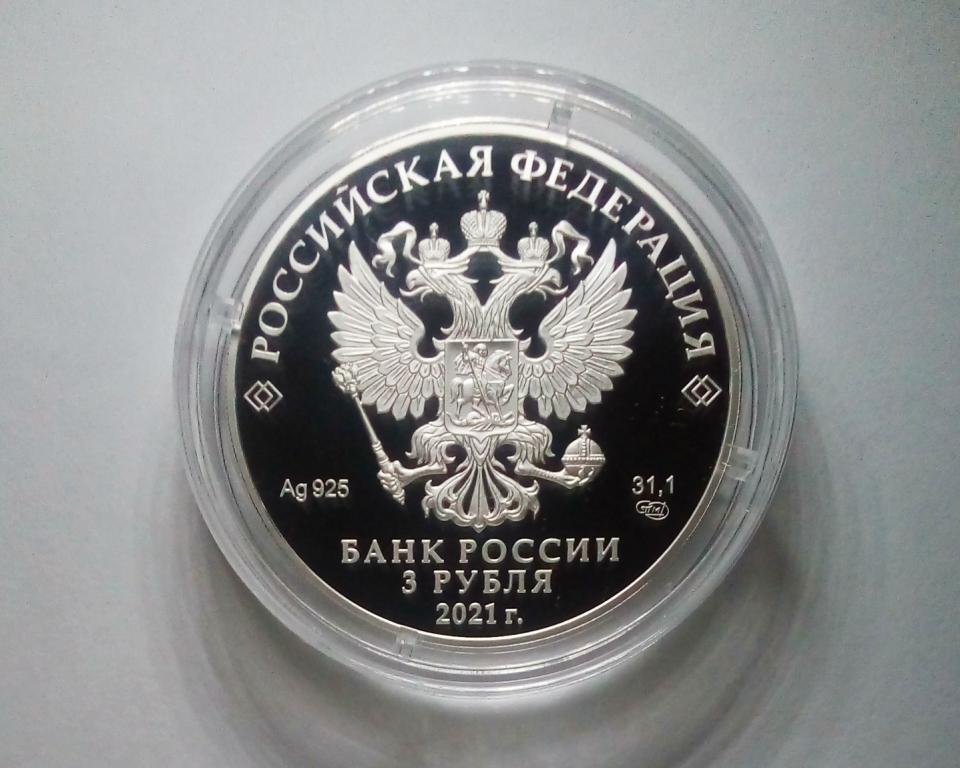 РОССИЙСКАЯ ФЕДЕРАЦИЯ
Ag 925
31,1
БАНК РОССИИ
3 РУБЛЯ
2021 г.